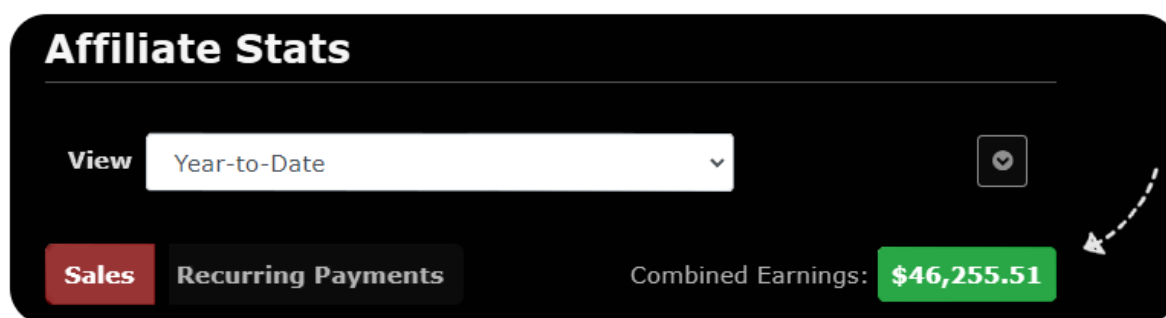 Affiliate Stats
View Year-to-Date
Sales Recurring Payments Combined Earnings: $46,255.51